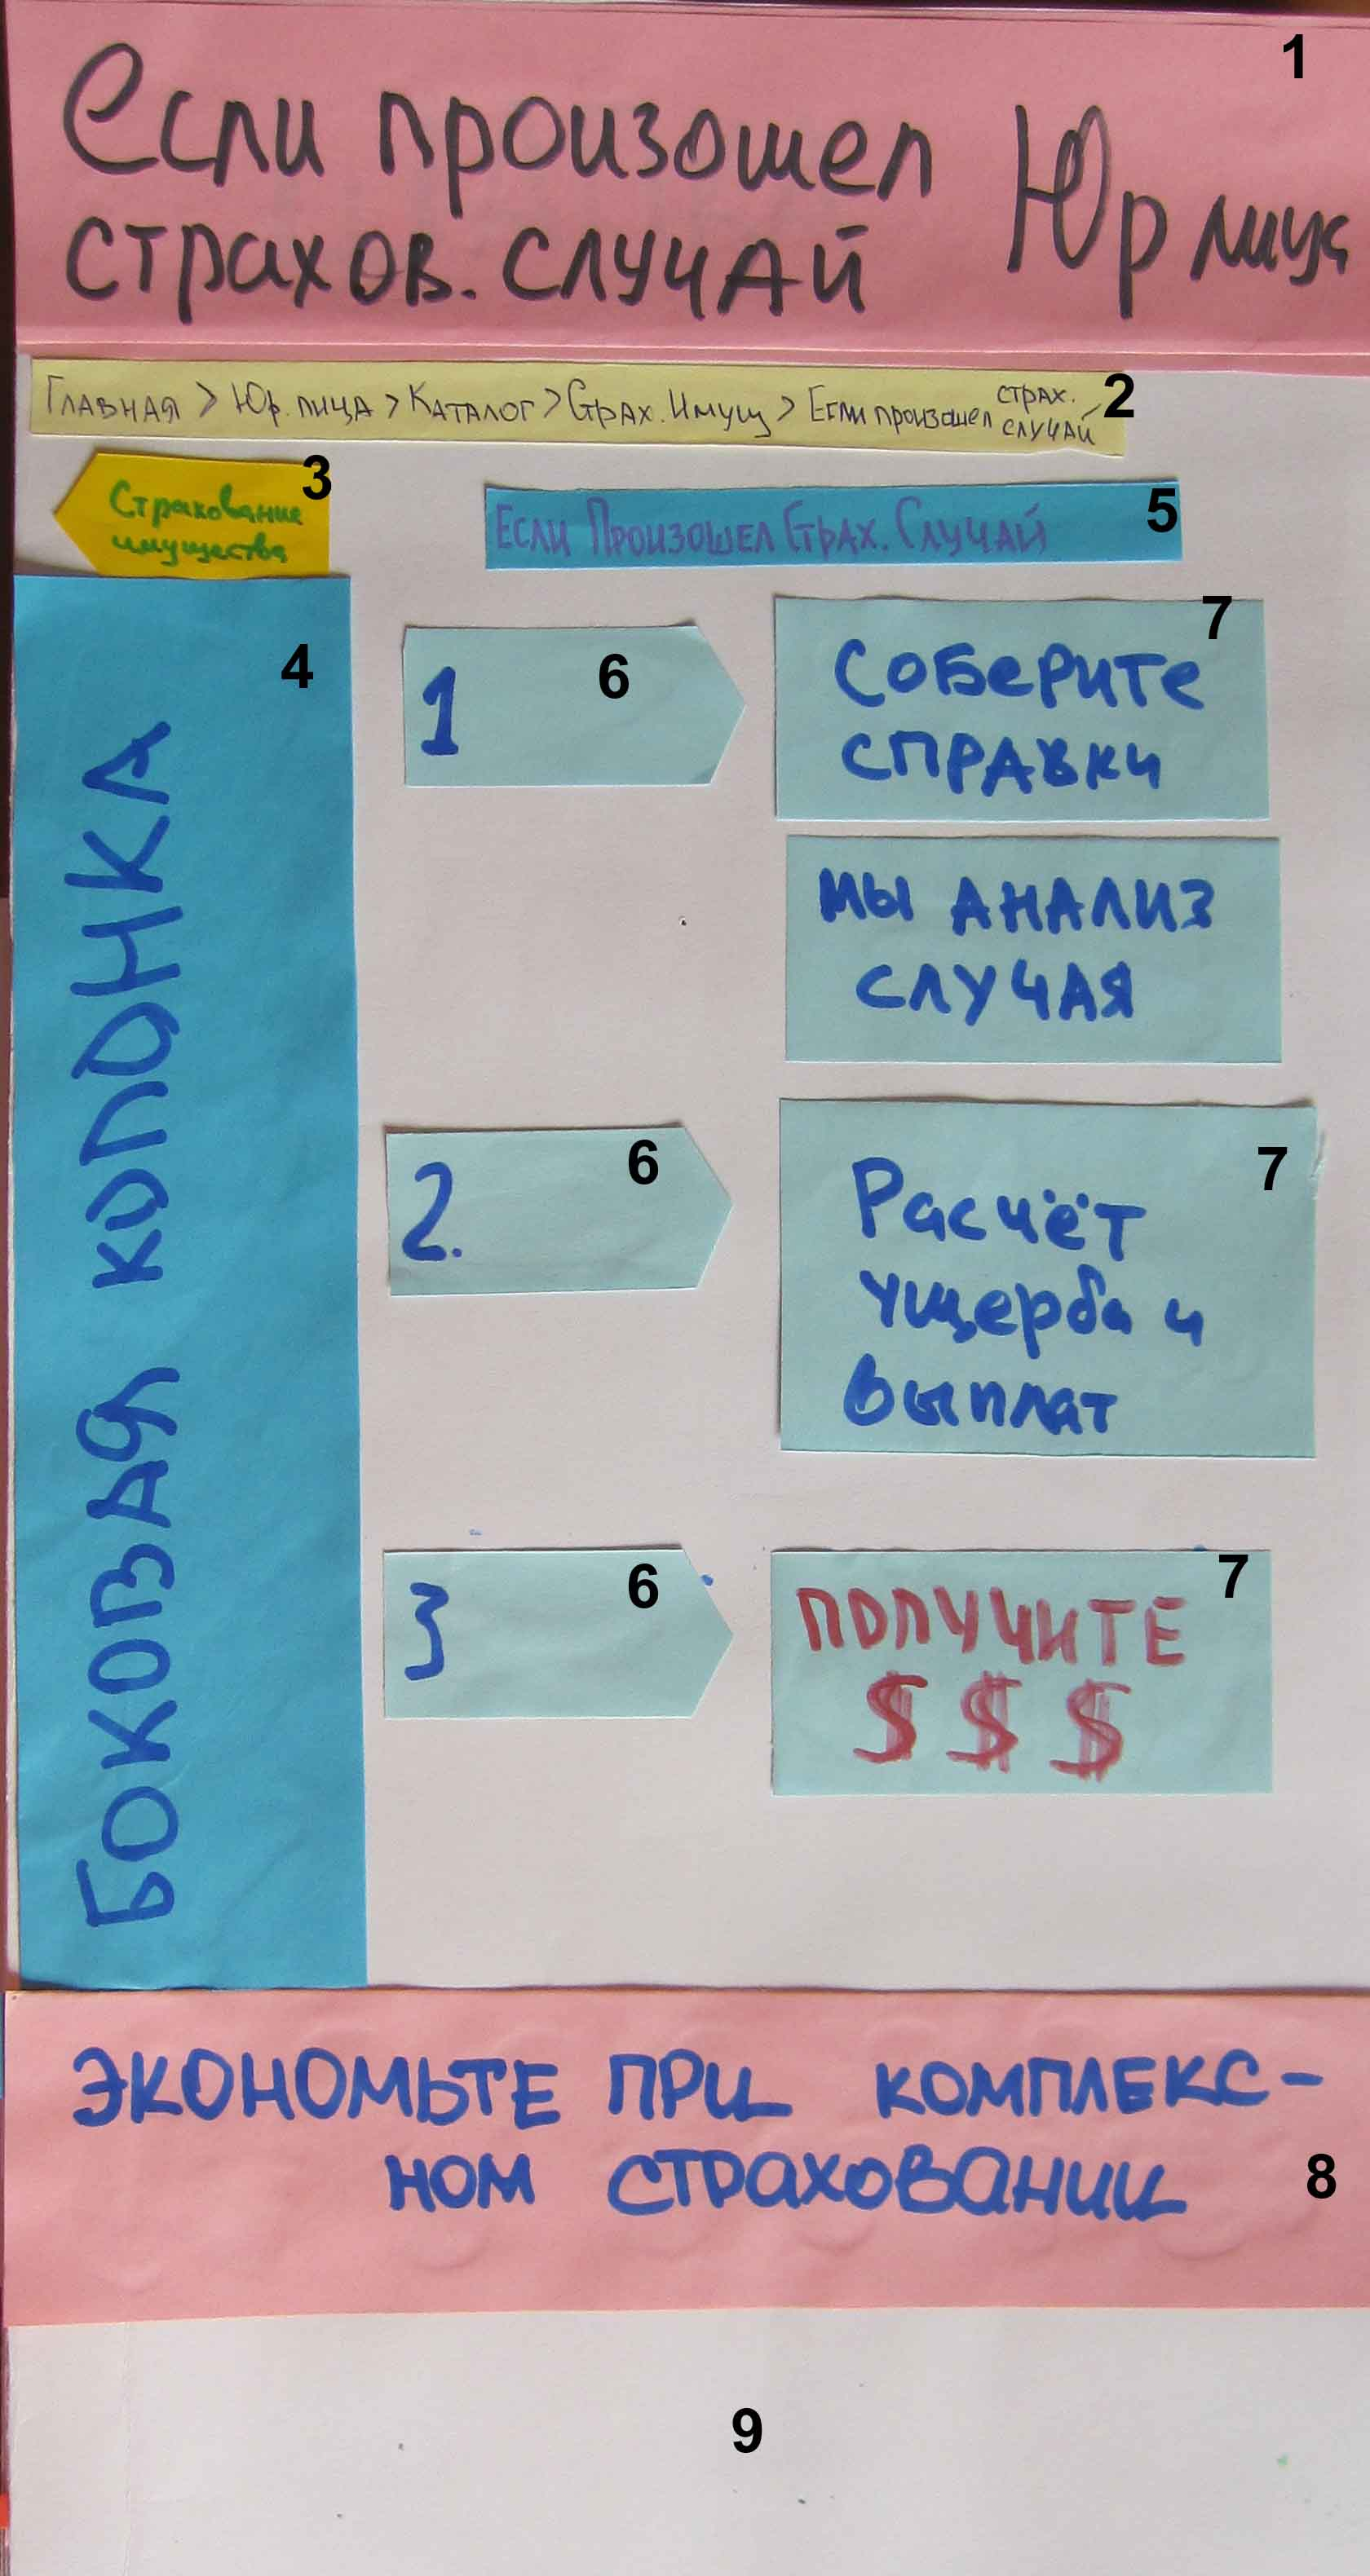 1
Если произошел
страхов. случай
Юр лица
Главная > Юр. лица > Каталог > Страх. Имущ > Если произошел страх. случай
2
Страхование
имущества
3
Если Произошел Страх. Случай
5
4
БОКОВАЯ КОЛОНКА
1
6
7
СОБЕРИТЕ
СПРАВКИ
МЫ АНАЛИЗ
СЛУЧАЯ
2.
6
7
Расчёт
ущерба и
выплат
3
6
7
ПОЛУЧИТЕ
$ $ $
ЭКОНОМЬТЕ ПРИ КОМПЛЕКС-
НОМ СТРАХОВАНИИ
8
9